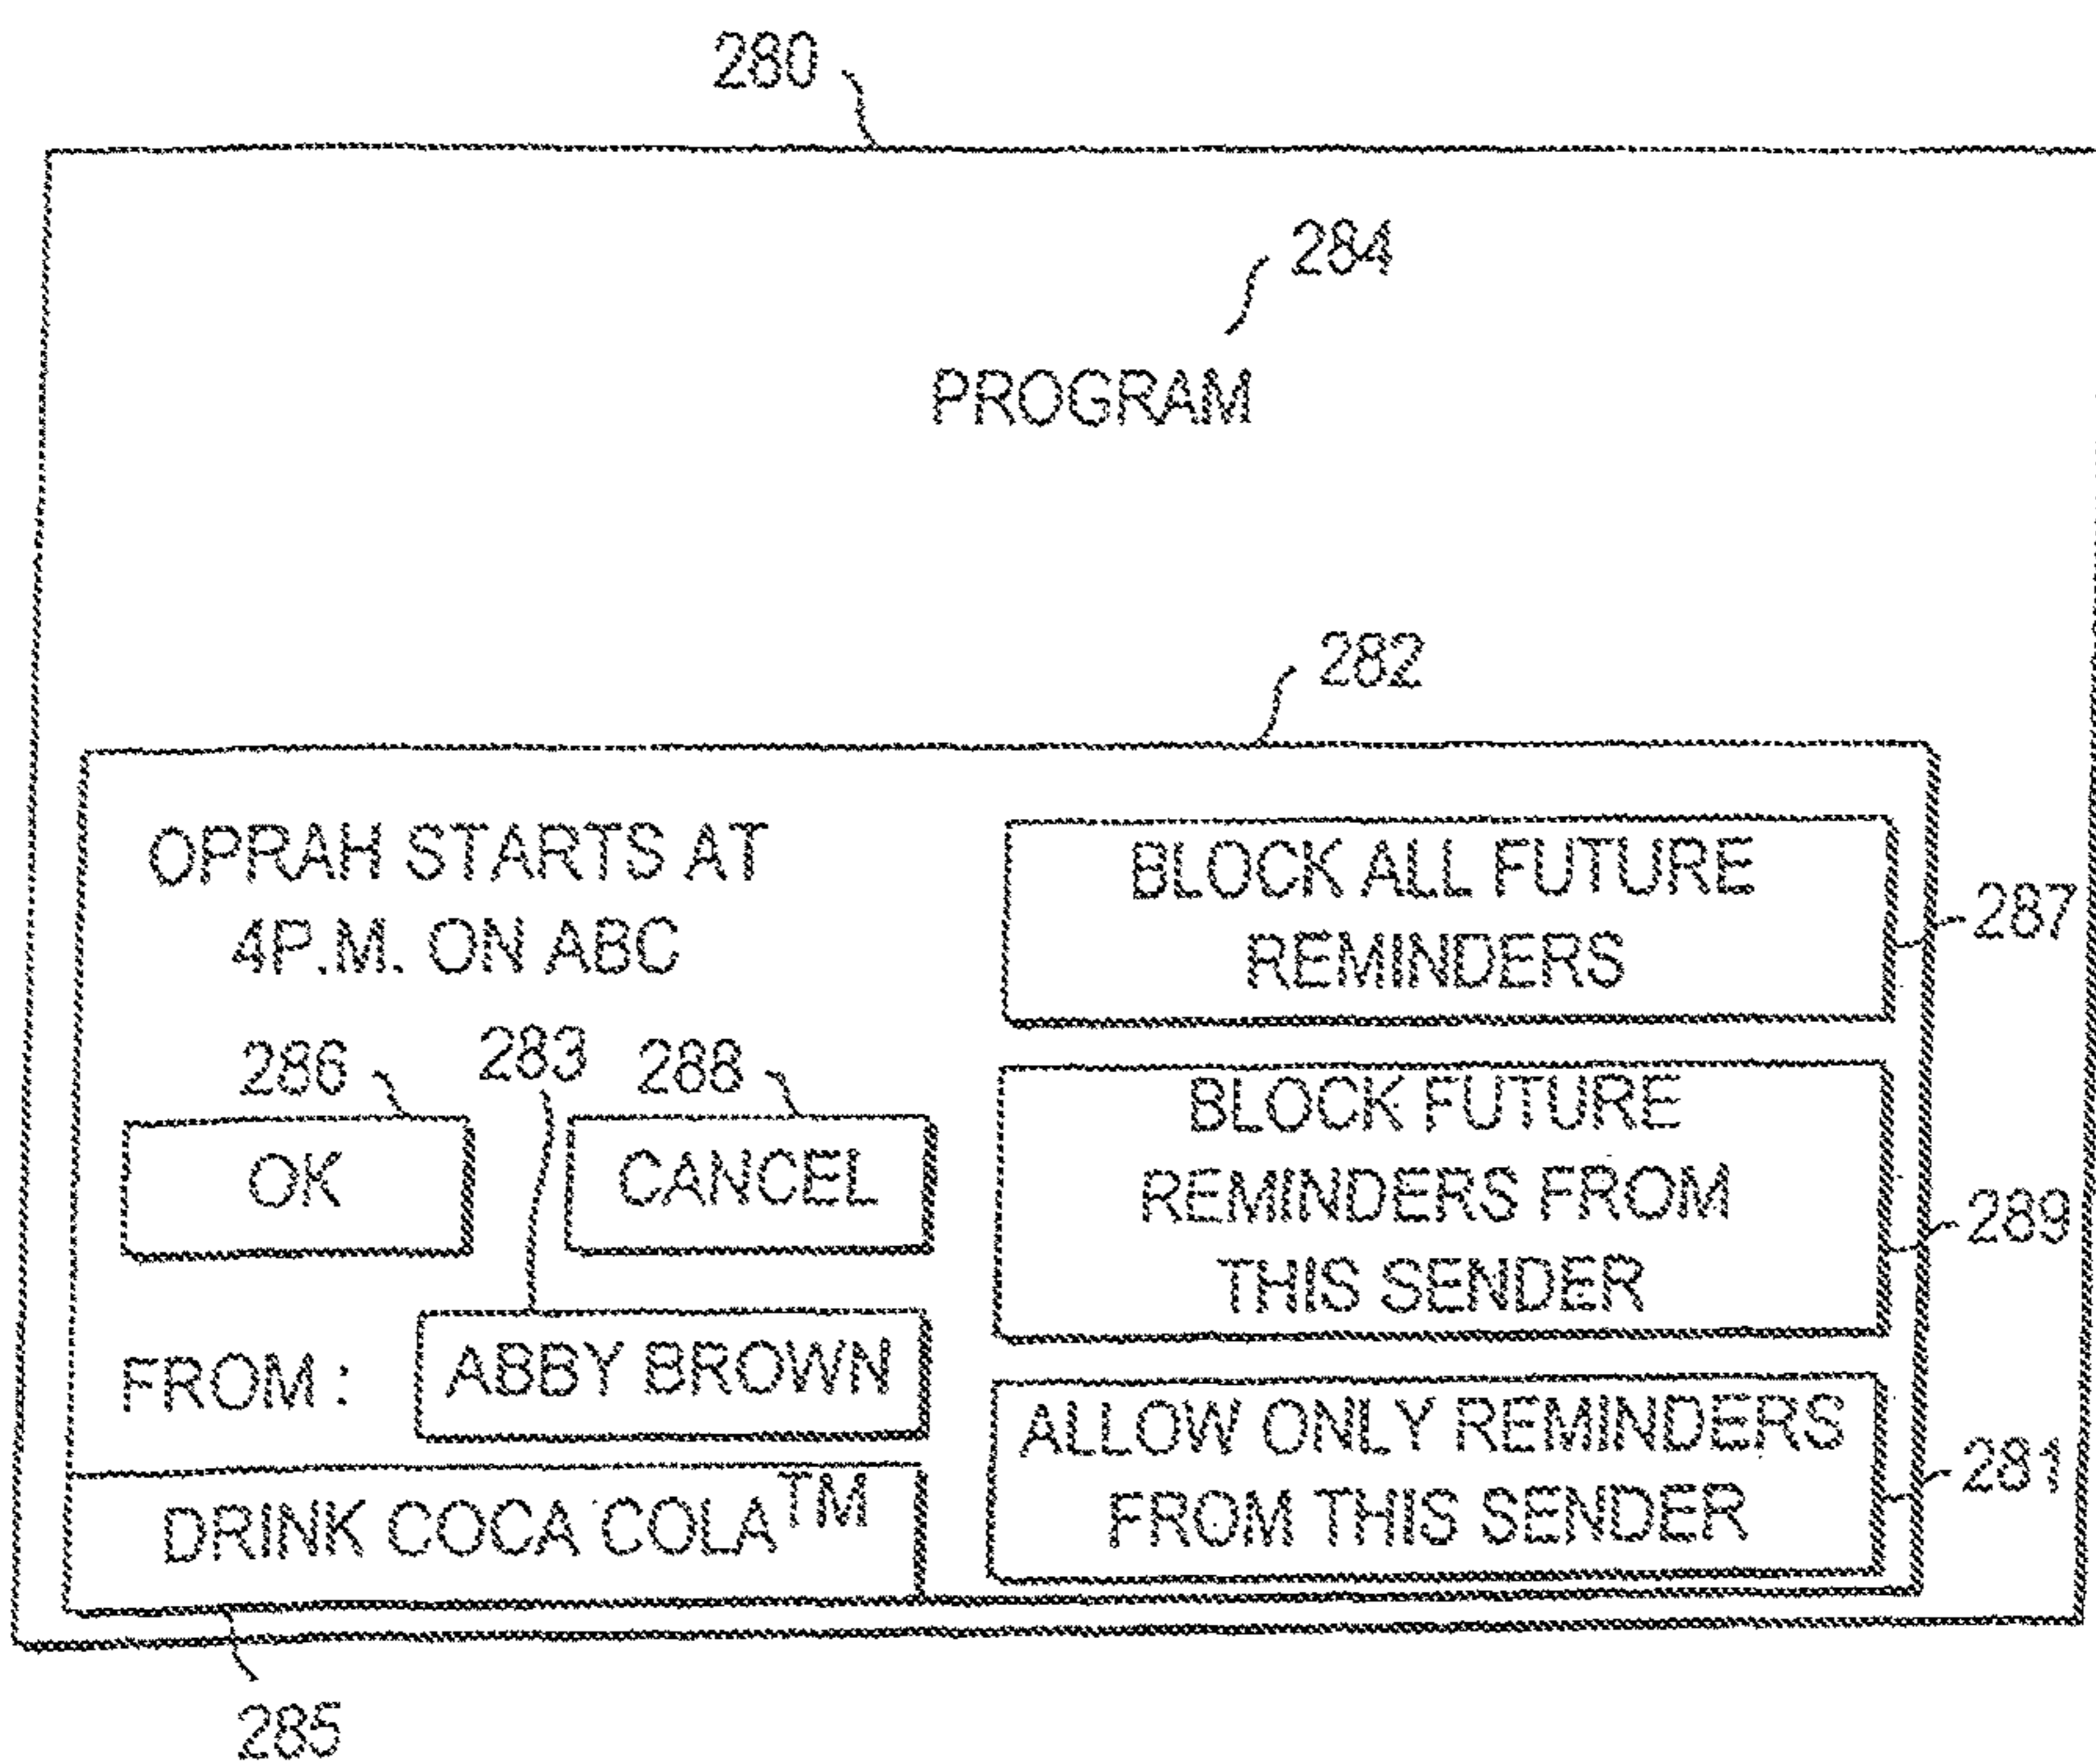 280
284
PROGRAM
282
OPRAH STARTS AT
4P.M. ON ABC
286
283
288
OK
CANCEL
FROM :
ABBY BROWN
DRINK COCA COLA™
285
BLOCK ALL FUTURE
REMINDERS
287
BLOCK FUTURE
REMINDERS FROM
THIS SENDER
289
ALLOW ONLY REMINDERS
FROM THIS SENDER
281